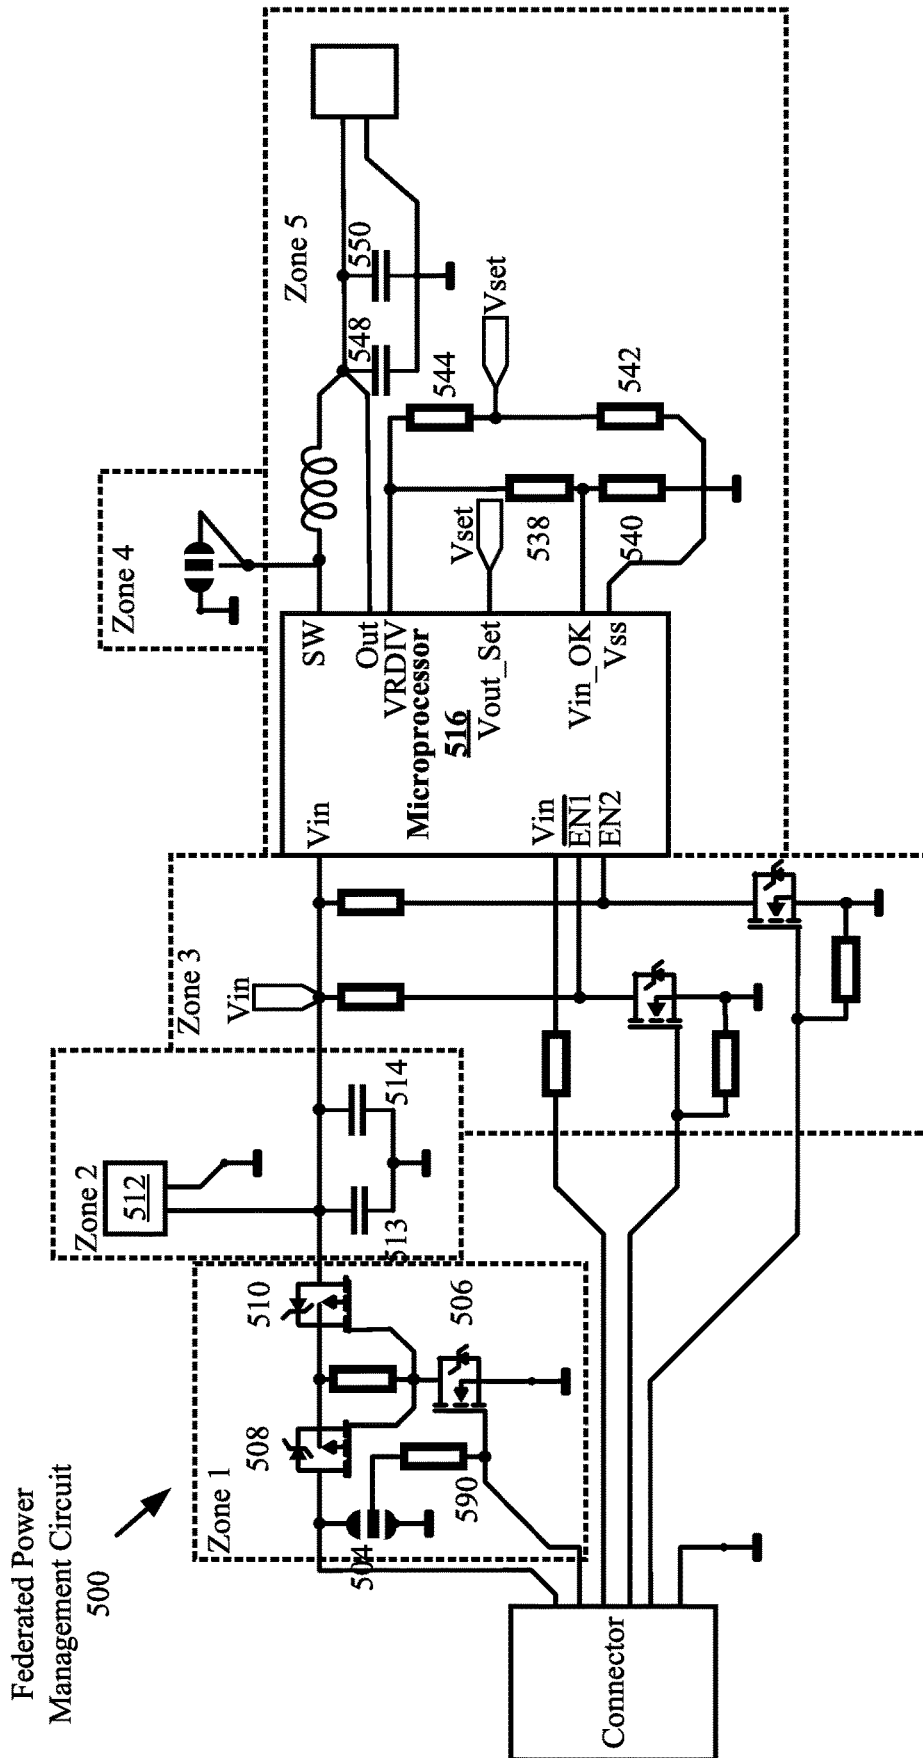 Federated Power
Management Circuit
500
Zone 1
504
508
510
590
506
Zone 2
512
513
514
Zone 3
Vin
Zone 4
Zone 5
548
550
Vin
SW
Out
VRDIV
Microprocessor
516
Vout_Set
Vin_OK
Vss
Vin
EN1
EN2
Vset
538
540
544
Vset
542
Connector